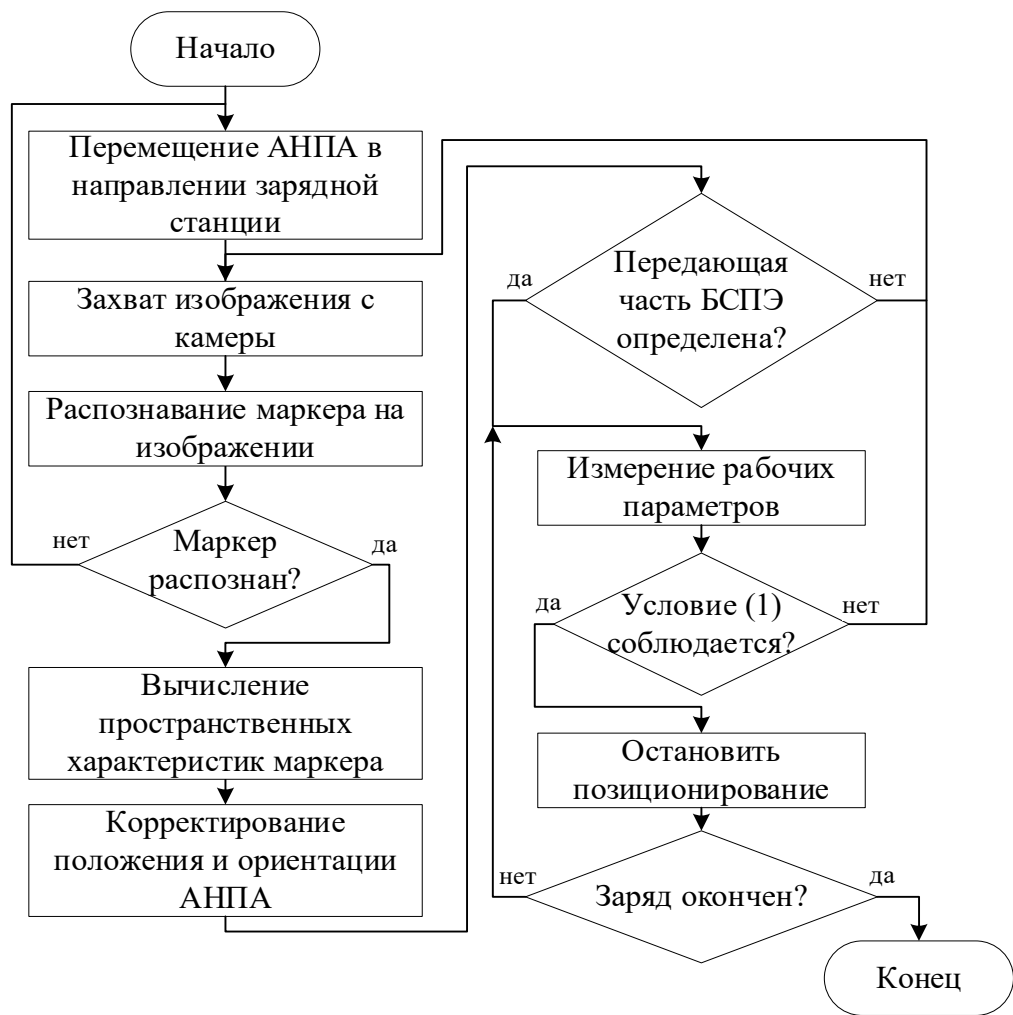 Начало
Перемещение АНПА в
направлении зарядной
станции
Захват изображения с
камеры
Распознавание маркера на
изображении
нет
Маркер
распознан?
да
Вычисление
пространственных
характеристик маркера
Корректирование
положения и ориентации
АНПА
да
Передающая
часть БСПЭ
определена?
нет
Измерение рабочих
параметров
да
Условие (1)
соблюдается?
нет
Остановить
позиционирование
нет
Заряд окончен?
да
Конец